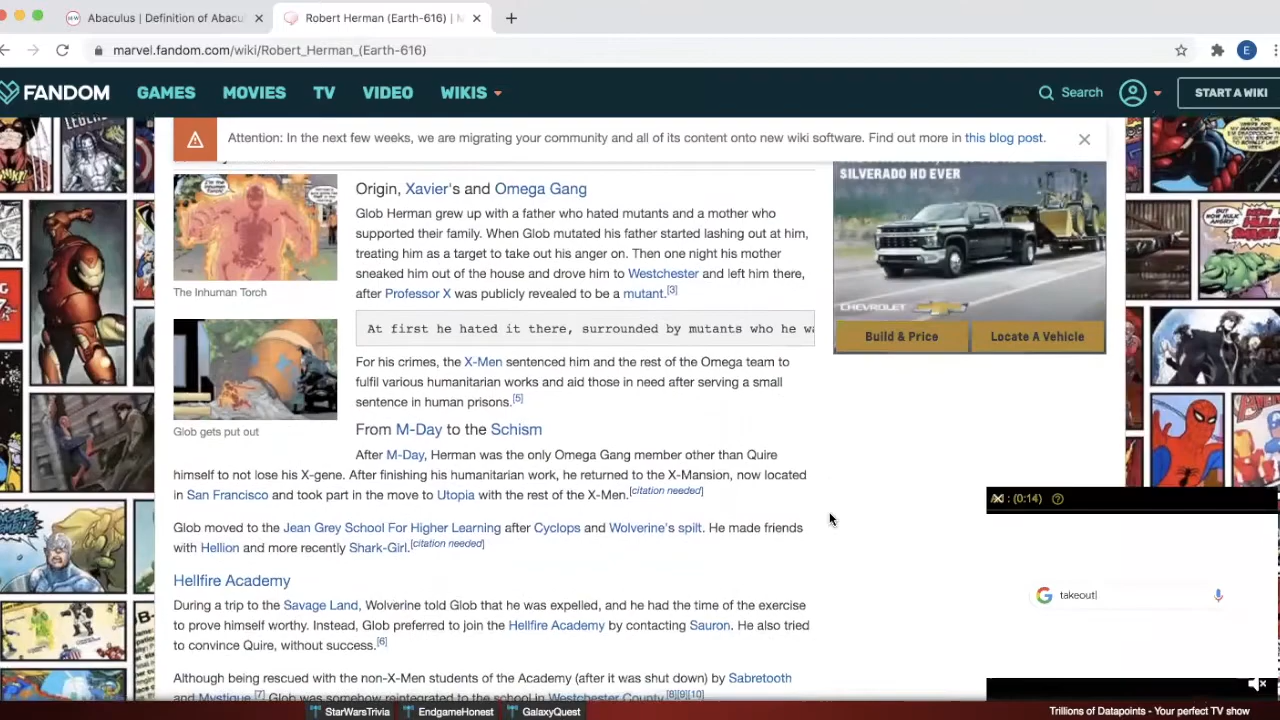 Abaculus | Definition of Abacu
Robert Herman (Earth-616) | M
marvel.fandom.com/wiki/Robert_Herman_(Earth-616)
E
FANDOM
GAMES
MOVIES
TV
VIDEO
WIKIS
Search
START A WIKI
Attention: In the next few weeks, we are migrating your community and all of its content onto new wiki software. Find out more in this blog post.
Origin, Xavier's and Omega Gang
Glob Herman grew up with a father who hated mutants and a mother who
supported their family. When Glob mutated his father started lashing out at him,
treating him as a target to take out his anger on. Then one night his mother
sneaked him out of the house and drove him to Westchester and left him there,
after Professor X was publicly revealed to be a mutant.[3]
The Inhuman Torch
At first he hated it there, surrounded by mutants who he wa
For his crimes, the X-Men sentenced him and the rest of the Omega team to
fulfil various humanitarian works and aid those in need after serving a small
sentence in human prisons.[5]
Glob gets put out
From M-Day to the Schism
After M-Day, Herman was the only Omega Gang member other than Quire
himself to not lose his X-gene. After finishing his humanitarian work, he returned to the X-Mansion, now located
in San Francisco and took part in the move to Utopia with the rest of the X-Men.[citation needed]
Glob moved to the Jean Grey School For Higher Learning after Cyclops and Wolverine's spilt. He made friends
with Hellion and more recently Shark-Girl.[citation needed]
Hellfire Academy
During a trip to the Savage Land, Wolverine told Glob that he was expelled, and he had the time of the exercise
to prove himself worthy. Instead, Glob preferred to join the Hellfire Academy by contacting Sauron. He also tried
to convince Quire, without success.[6]
Although being rescued with the non-X-Men students of the Academy (after it was shut down) by Sabretooth
and Mystique,[7] Glob was somehow reintegrated to the school in Westchester County.[8][9][10]
SILVERADO HD EVER
CHEVROLET
Build & Price
Locate A Vehicle
: (0:14)
takeout
StarWarsTrivia
EndgameHonest
GalaxyQuest
Trillions of Datapoints - Your perfect TV show